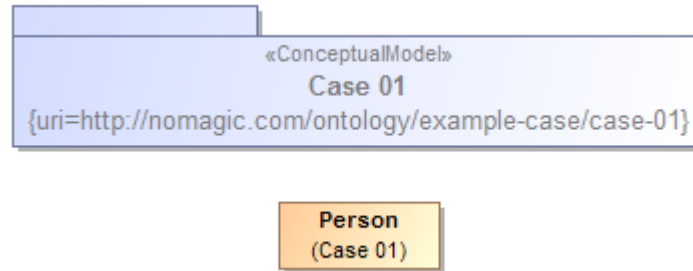 «ConceptualModel»
Case 01
{uri=http://nomagic.com/ontology/example-case/case-01}
Person
(Case 01)